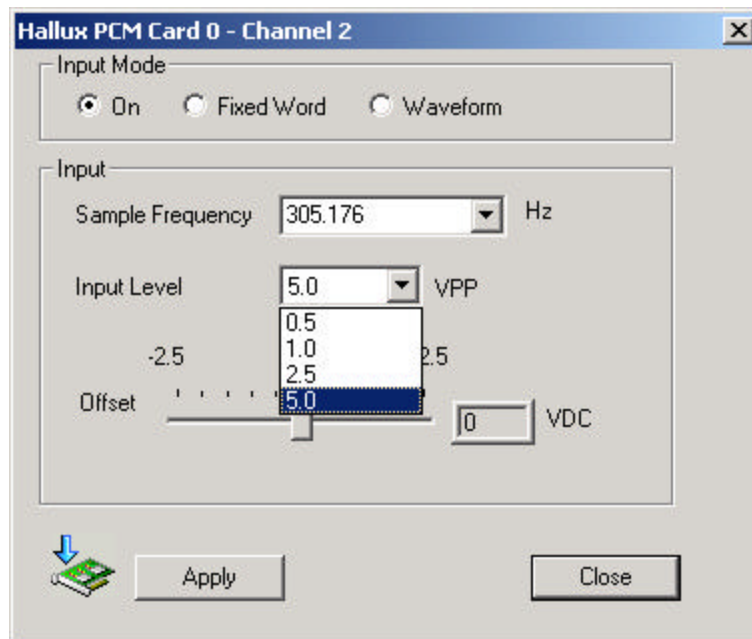 Hallux PCM Card 0 - Channel 2
Input Mode
On Fixed Word Waveform
Input
Sample Frequency 305.176 Hz
Input Level 5.0 VPP
0.5
1.0
2.5
5.0
-2.5 2.5
Offset 0 VDC
Apply Close